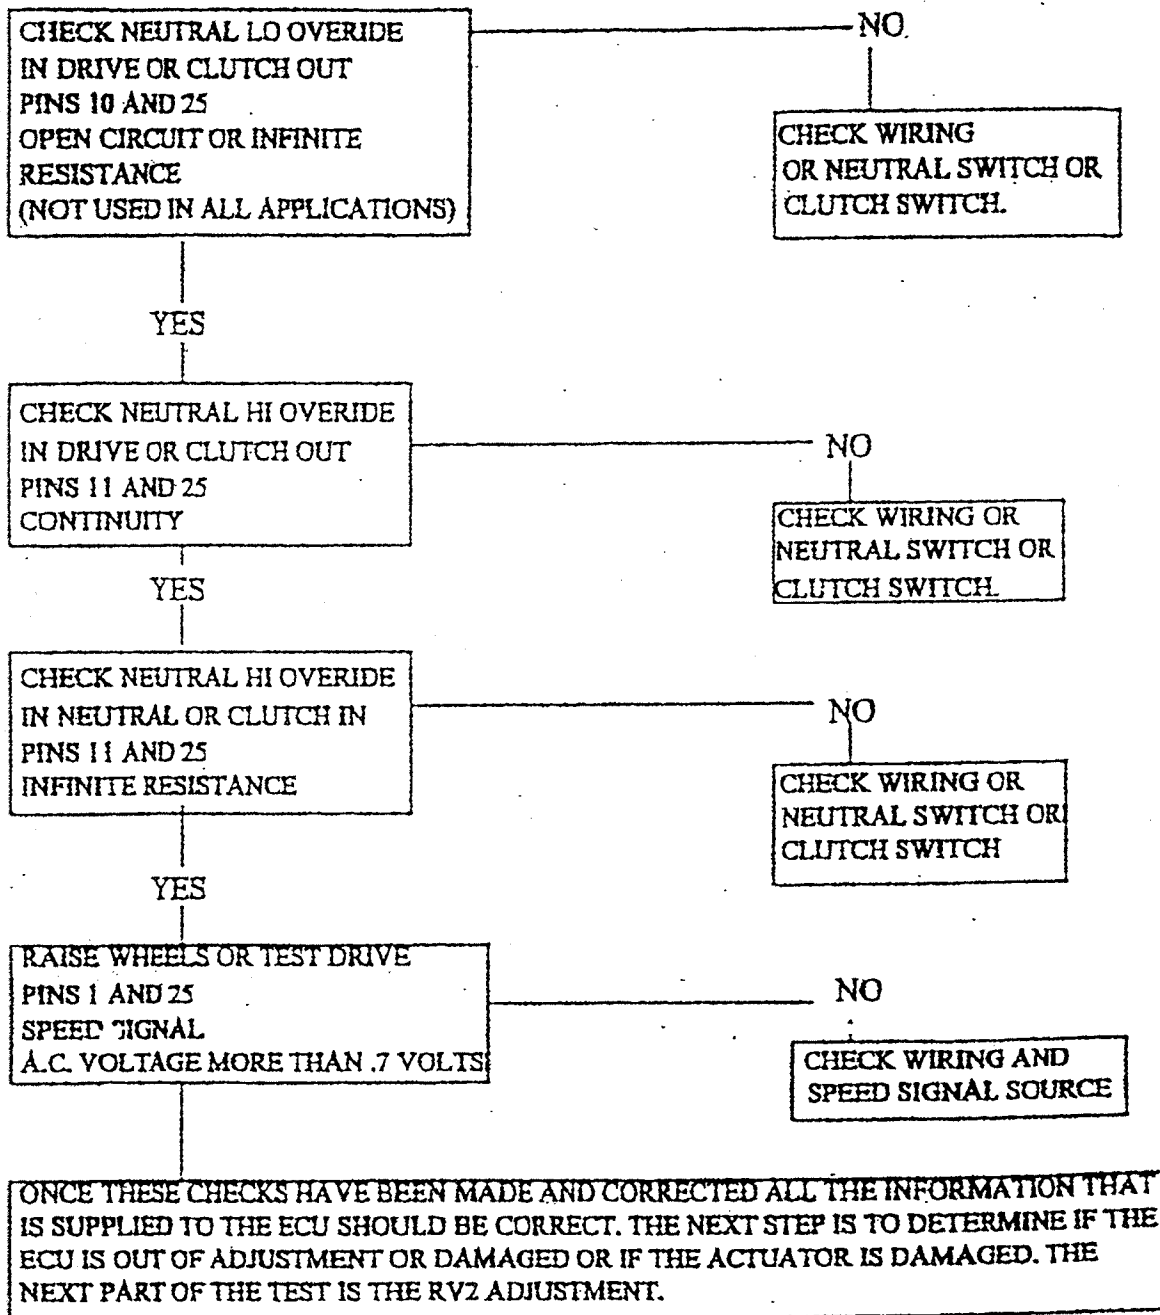 CHECK NEUTRAL LO OVERIDE
IN DRIVE OR CLUTCH OUT
PINS 10 AND 25
OPEN CIRCUIT OR INFINITE
RESISTANCE
(NOT USED IN ALL APPLICATIONS)
NO
CHECK WIRING
OR NEUTRAL SWITCH OR
CLUTCH SWITCH.
YES
CHECK NEUTRAL HI OVERIDE
IN DRIVE OR CLUTCH OUT
PINS 11 AND 25
CONTINUITY
NO
CHECK WIRING OR
NEUTRAL SWITCH OR
CLUTCH SWITCH.
YES
CHECK NEUTRAL HI OVERIDE
IN NEUTRAL OR CLUTCH IN
PINS 11 AND 25
INFINITE RESISTANCE
NO
CHECK WIRING OR
NEUTRAL SWITCH OR
CLUTCH SWITCH
YES
RAISE WHEELS OR TEST DRIVE
PINS 1 AND 25
SPEED SIGNAL
A.C. VOLTAGE MORE THAN .7 VOLTS
NO
CHECK WIRING AND
SPEED SIGNAL SOURCE
ONCE THESE CHECKS HAVE BEEN MADE AND CORRECTED ALL THE INFORMATION THAT
IS SUPPLIED TO THE ECU SHOULD BE CORRECT. THE NEXT STEP IS TO DETERMINE IF THE
ECU IS OUT OF ADJUSTMENT OR DAMAGED OR IF THE ACTUATOR IS DAMAGED. THE
NEXT PART OF THE TEST IS THE RV2 ADJUSTMENT.